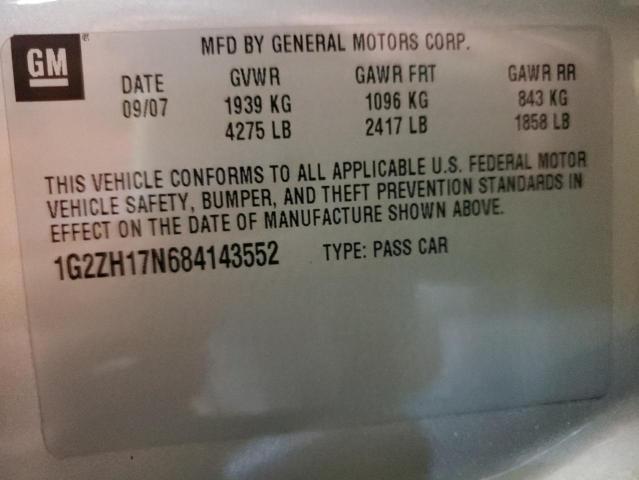 GM®
MFD BY GENERAL MOTORS CORP.
DATE GVWR GAWR FRT GAWR RR
09/07 1939 KG 1096 KG 843 KG
4275 LB 2417 LB 1858 LB
THIS VEHICLE CONFORMS TO ALL APPLICABLE U.S. FEDERAL MOTOR
VEHICLE SAFETY, BUMPER, AND THEFT PREVENTION STANDARDS IN
EFFECT ON THE DATE OF MANUFACTURE SHOWN ABOVE.
1G2ZH17N684143552 TYPE: PASS CAR